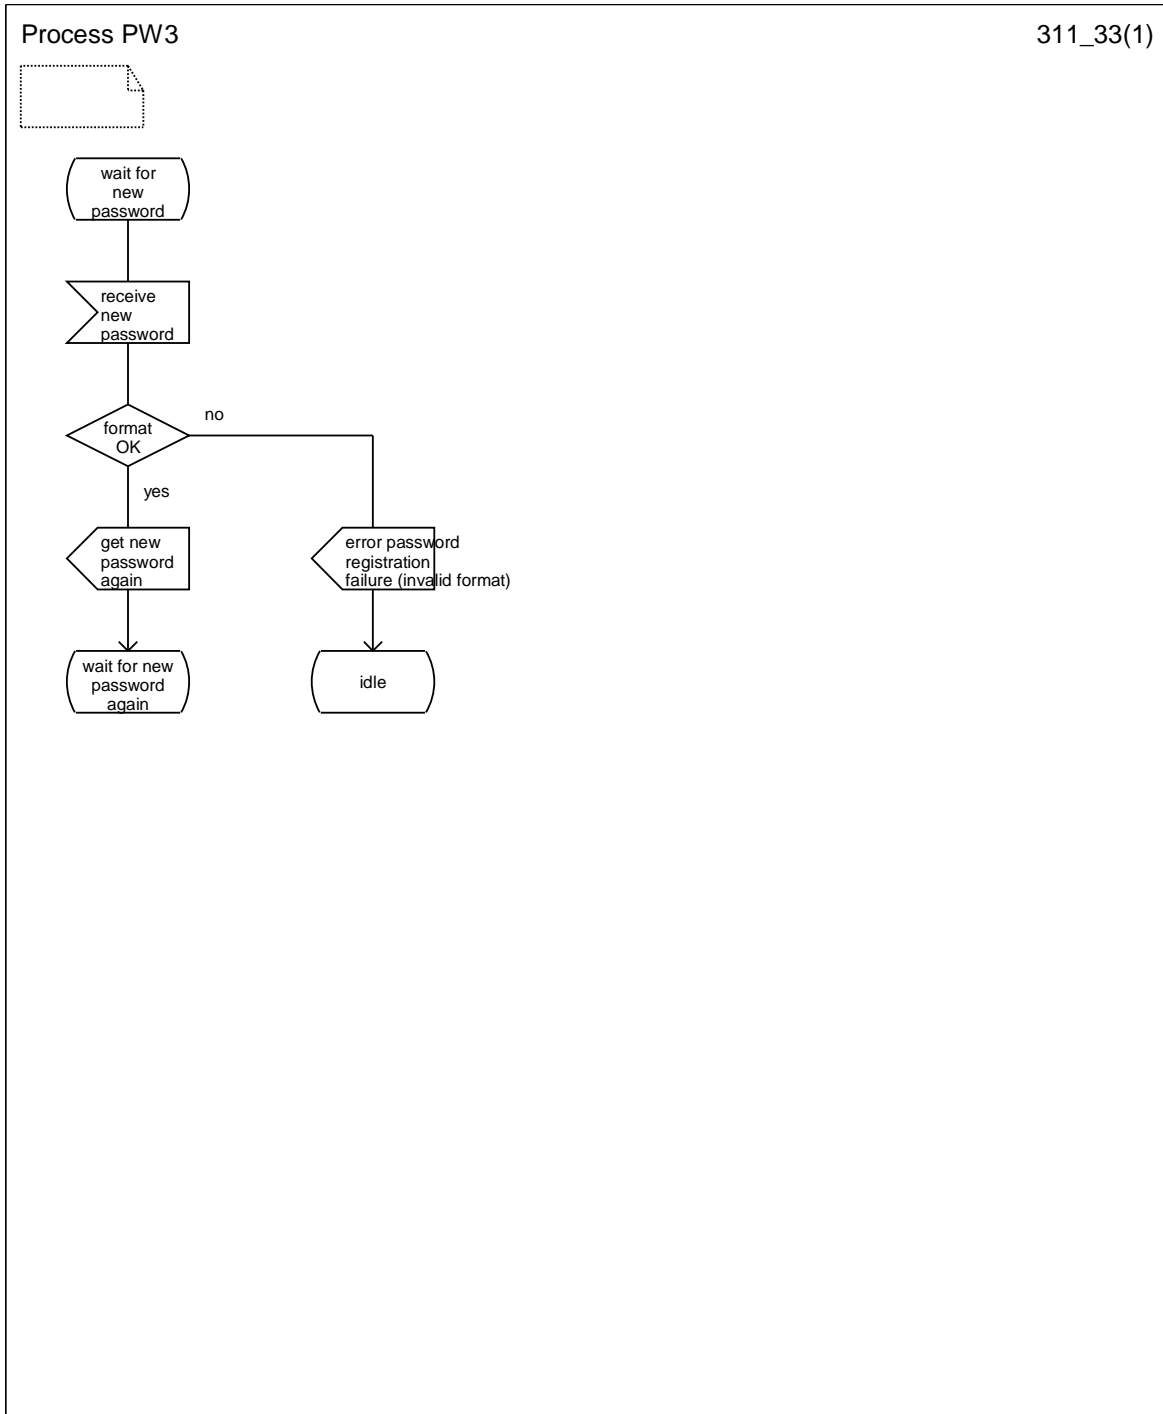 Process PW3
311_33(1)
wait for
new
password
receive
new
password
format
OK
no
yes
get new
password
again
error password
registration
failure (invalid format)
wait for new
password
again
idle